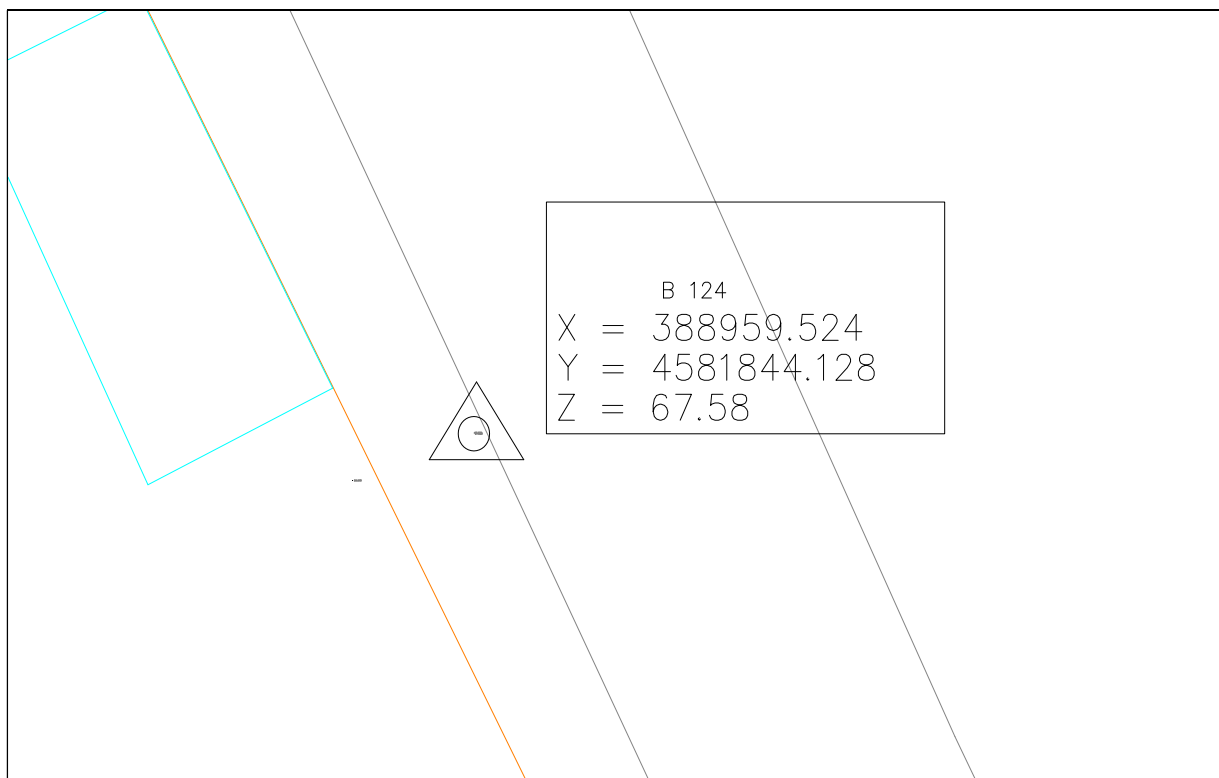 B 124
X = 388959.524
Y = 4581844.128
Z = 67.58